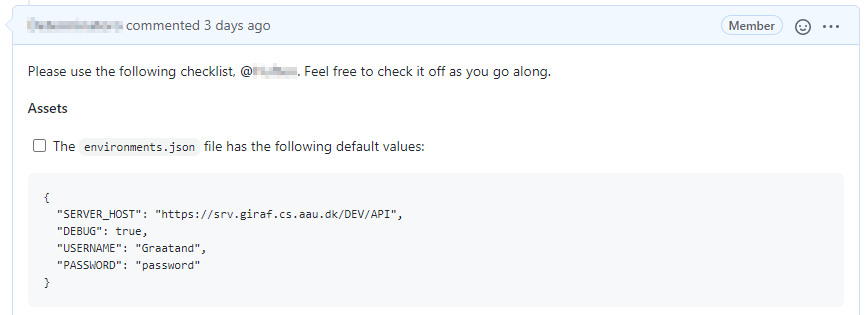 commented 3 days ago
Member
Please use the following checklist, @. Feel free to check it off as you go along.
Assets
The environments.json file has the following default values:
{
"SERVER_HOST": "https://srv.giraf.cs.aau.dk/DEV/API",
"DEBUG": true,
"USERNAME": "Graatand",
"PASSWORD": "password"
}